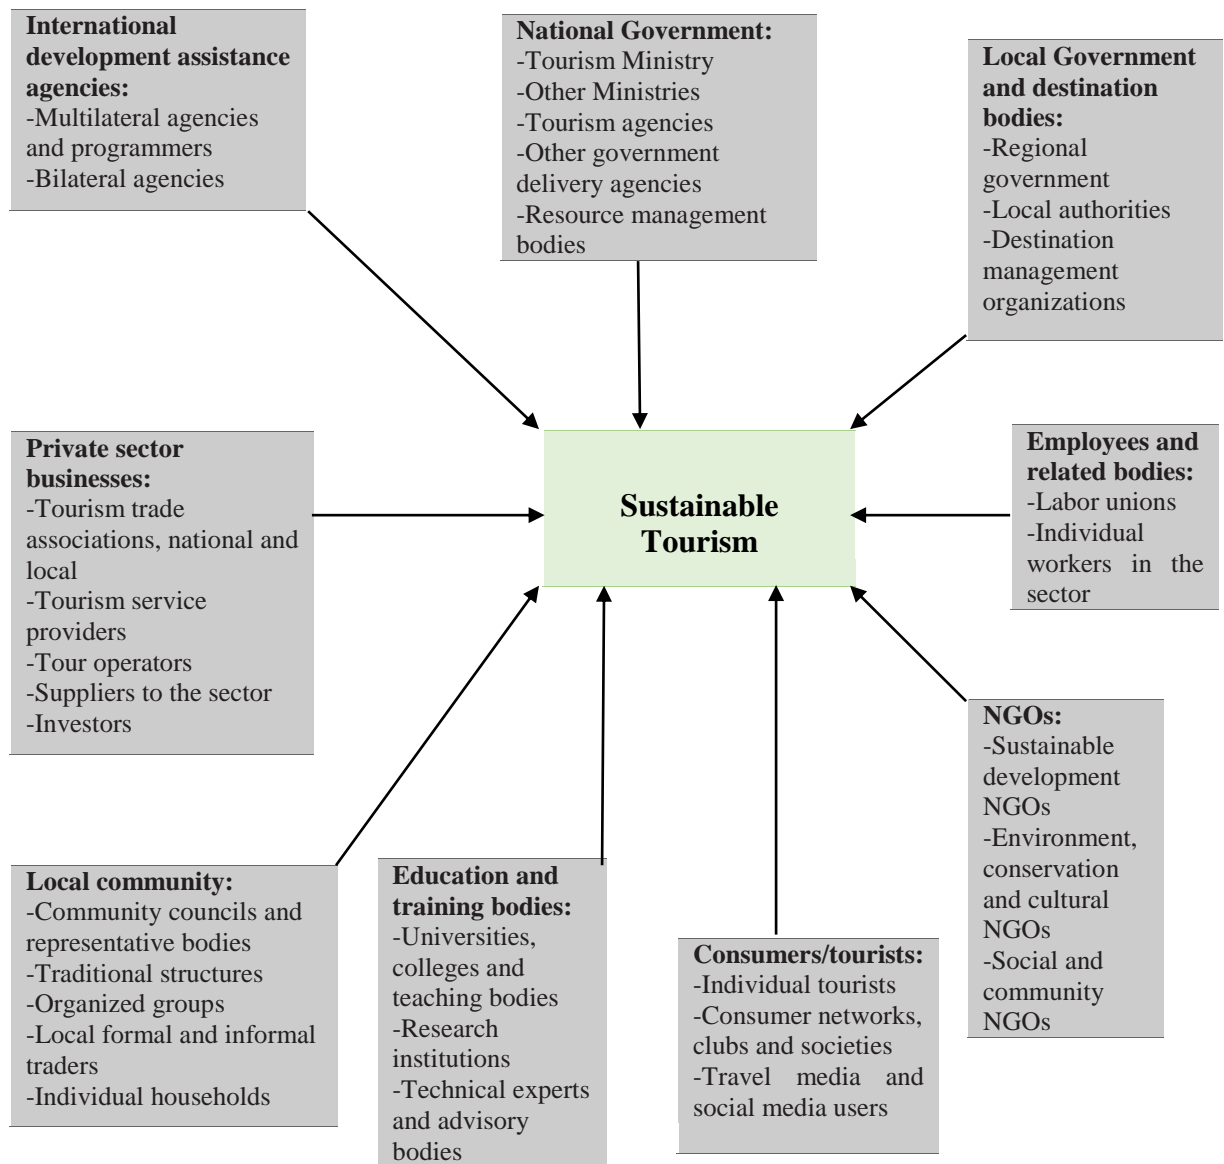 International
development assistance
agencies:
-Multilateral agencies
and programmers
-Bilateral agencies
National Government:
-Tourism Ministry
-Other Ministries
-Tourism agencies
-Other government
delivery agencies
-Resource management
bodies
Local Government
and destination
bodies:
-Regional
government
-Local authorities
-Destination
management
organizations
Private sector
businesses:
-Tourism trade
associations, national and
local
-Tourism service
providers
-Tour operators
-Suppliers to the sector
-Investors
Sustainable
Tourism
Employees and
related bodies:
-Labor unions
-Individual
workers in the
sector
Local community:
-Community councils and
representative bodies
-Traditional structures
-Organized groups
-Local formal and informal
traders
-Individual households
Education and
training bodies:
-Universities,
colleges and
teaching bodies
-Research
institutions
-Technical experts
and advisory
bodies
Consumers/tourists:
-Individual tourists
-Consumer networks,
clubs and societies
-Travel media and
social media users
NGOs:
-Sustainable
development
NGOs
-Environment,
conservation
and cultural
NGOs
-Social and
community
NGOs